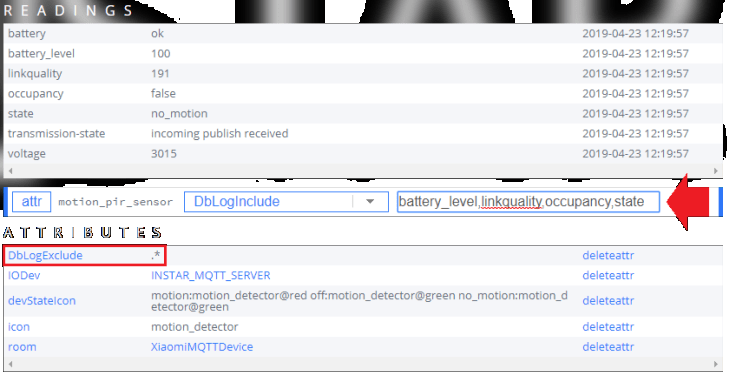 READINGS
battery ok 2019-04-23 12:19:57
battery_level 100 2019-04-23 12:19:57
linkquality 191 2019-04-23 12:19:57
occupancy false 2019-04-23 12:19:57
state no_motion 2019-04-23 12:19:57
transmission-state incoming publish received 2019-04-23 12:19:57
voltage 3015 2019-04-23 12:19:57
attr motion_pir_sensor DbLogInclude battery_level,linkquality,occupancy,state
ATTRIBUTES
DbLogExclude .* deleteattr
IODev INSTAR_MQTT_SERVER deleteattr
devStateIcon motion:motion_detector@red off:motion_detector@green no_motion:motion_d deleteattr
etector@green
icon motion_detector deleteattr
room XiaomiMQTTDevice deleteattr